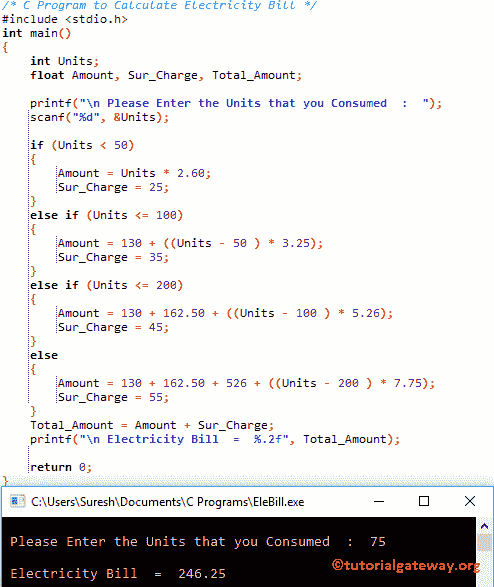 /* C Program to Calculate Electricity Bill */
#include <stdio.h>
int main()
{
    int Units;
    float Amount, Sur_Charge, Total_Amount;
    printf("\n Please Enter the Units that you Consumed  :  ");
    scanf("%d", &Units);
    if (Units < 50)
    {
        Amount = Units * 2.60;
        Sur_Charge = 25;
    }
    else if (Units <= 100)
    {
        Amount = 130 + ((Units - 50 ) * 3.25);
        Sur_Charge = 35;
    }
    else if (Units <= 200)
    {
        Amount = 130 + 162.50 + ((Units - 100 ) * 5.26);
        Sur_Charge = 45;
    }
    else
    {
        Amount = 130 + 162.50 + 526 + ((Units - 200 ) * 7.75);
        Sur_Charge = 55;
    }
    Total_Amount = Amount + Sur_Charge;
    printf("\n Electricity Bill  =  %.2f", Total_Amount);
    return 0;
}
C:\Users\Suresh\Documents\C Programs\EleBill.exe
Please Enter the Units that you Consumed  :  75
©tutorialgateway.org
Electricity Bill  =  246.25